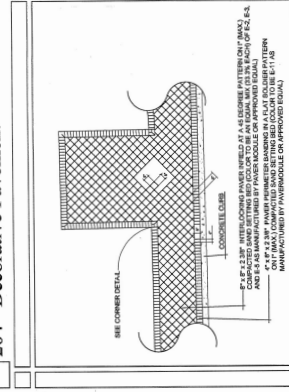 SEE CORNER DETAIL
CONCRETE CURB
8" x 8" x 2 3/8" INTERLOCKING PAVER INFIELD AT A 45 DEGREE PATTERN ON 1" (MAX.)
COMPACTED SAND SETTING BED (COLOR TO BE AN EQUAL MIX (33.3% EACH) OF E-2, E-3,
AND E-5 AS MANUFACTURED BY PAVER MODULE OR APPROVED EQUAL)
4" x 8" x 2 3/8" PAVER PERIMETER BANDING IN A FLAT SOLDIER PATTERN
ON 1" (MAX.) COMPACTED SAND SETTING BED (COLOR TO BE E-11 AS
MANUFACTURED BY PAVERMODULE OR APPROVED EQUAL)